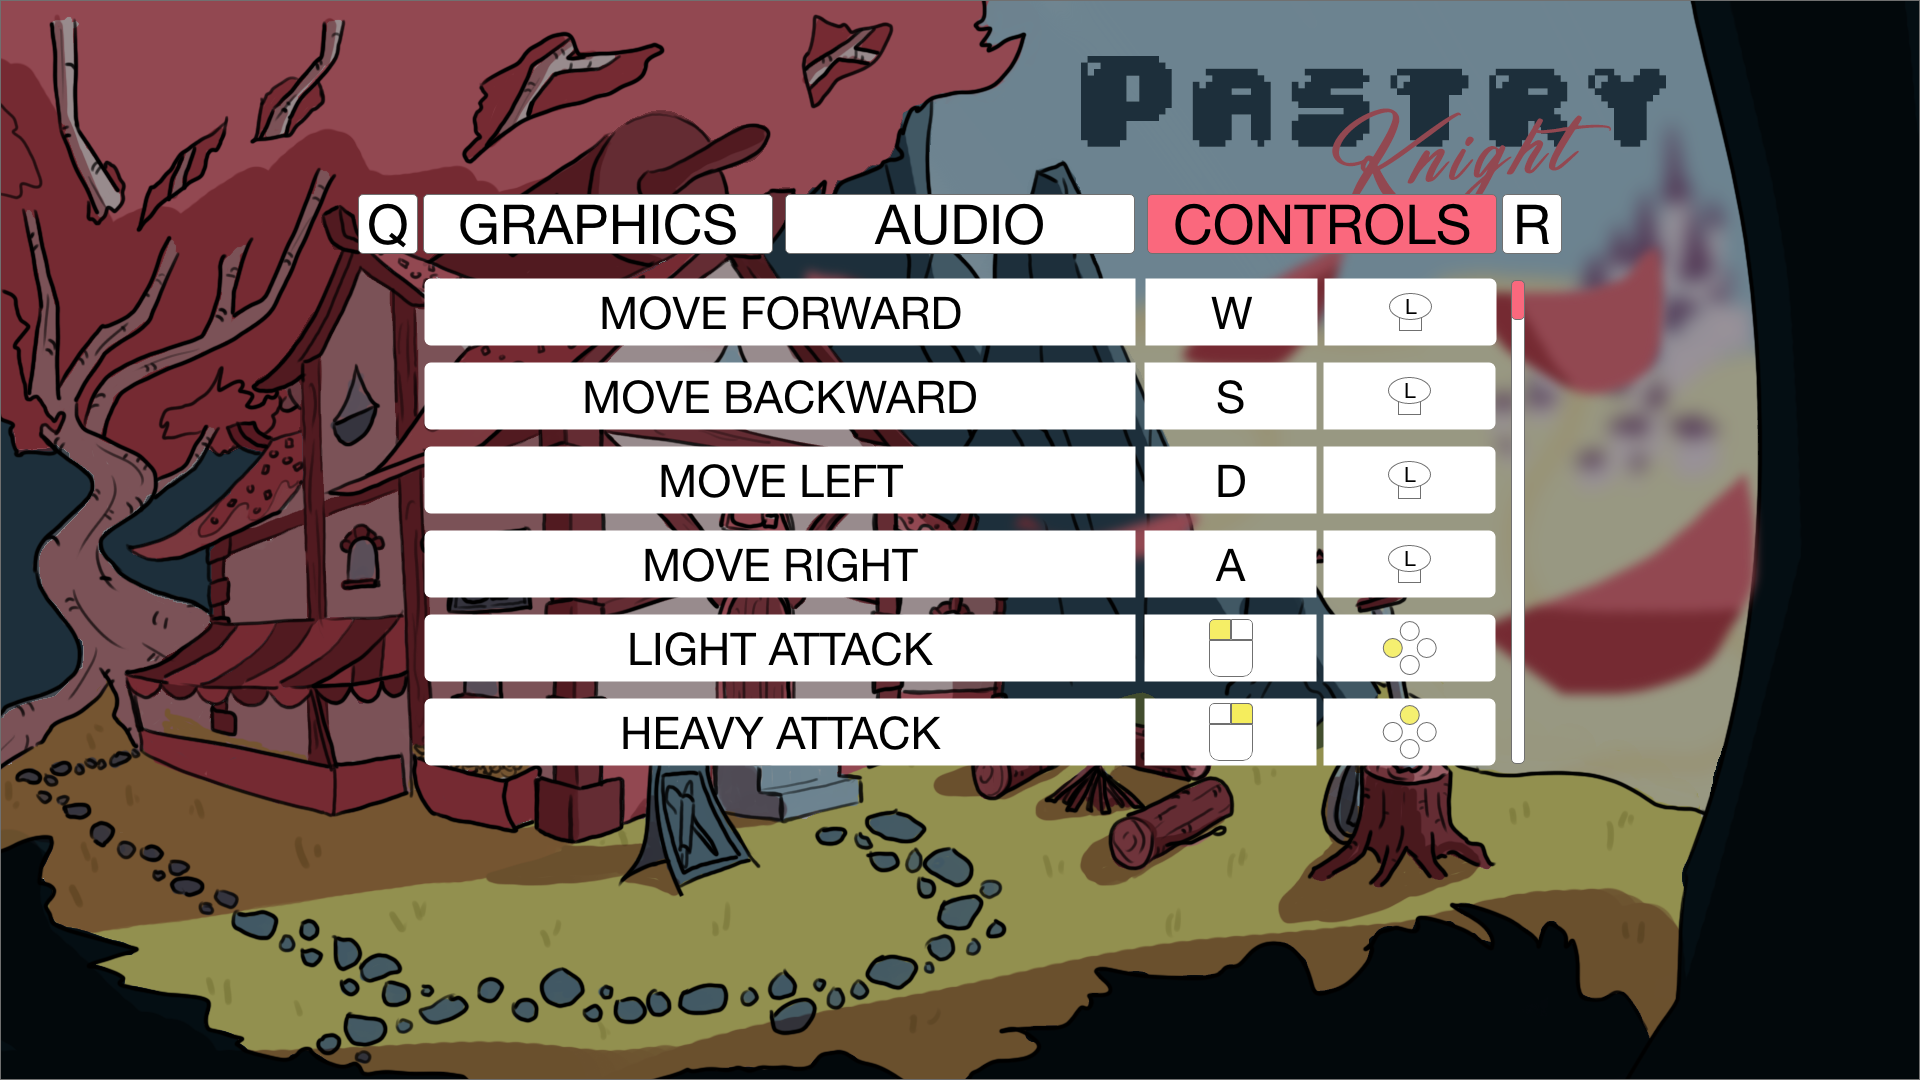 PASTRY
Knight
Q GRAPHICS AUDIO CONTROLS R
MOVE FORWARD W L
MOVE BACKWARD S L
MOVE LEFT D L
MOVE RIGHT A L
LIGHT ATTACK
HEAVY ATTACK